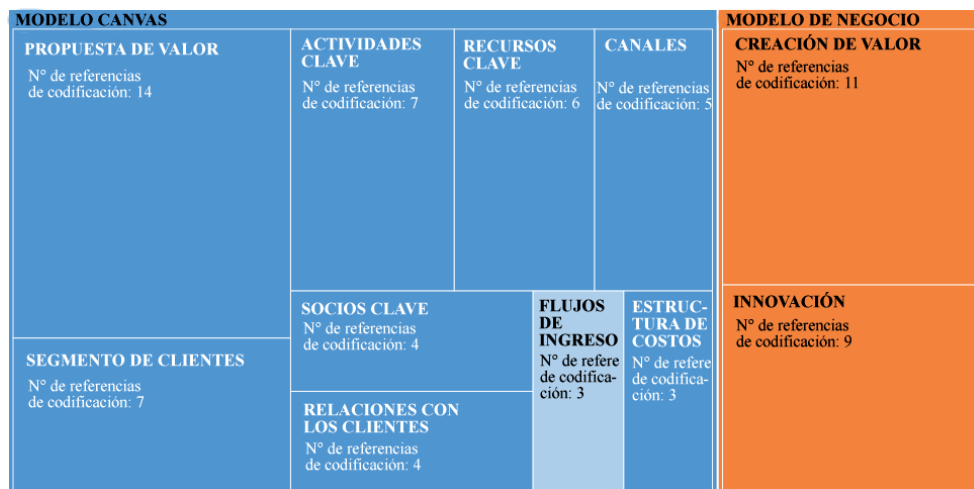 MODELO CANVAS
PROPUESTA DE VALOR
N° de referencias
de codificación: 14
SEGMENTO DE CLIENTES
N° de referencias
de codificación: 7
ACTIVIDADES
CLAVE
N° de referencias
de codificación: 7
RECURSOS
CLAVE
N° de referencias
de codificación: 6
CANALES
N° de referencias
de codificación: 5
SOCIOS CLAVE
N° de referencias
de codificación: 4
RELACIONES CON
LOS CLIENTES
N° de referencias
de codificación: 4
FLUJOS
DE
INGRESO
N° de refere
de codifica-
ción: 3
ESTRUC-
TURA DE
COSTOS
N° de refere
de codifica-
ción: 3
MODELO DE NEGOCIO
CREACIÓN DE VALOR
N° de referencias
de codificación: 11
INNOVACIÓN
N° de referencias
de codificación: 9